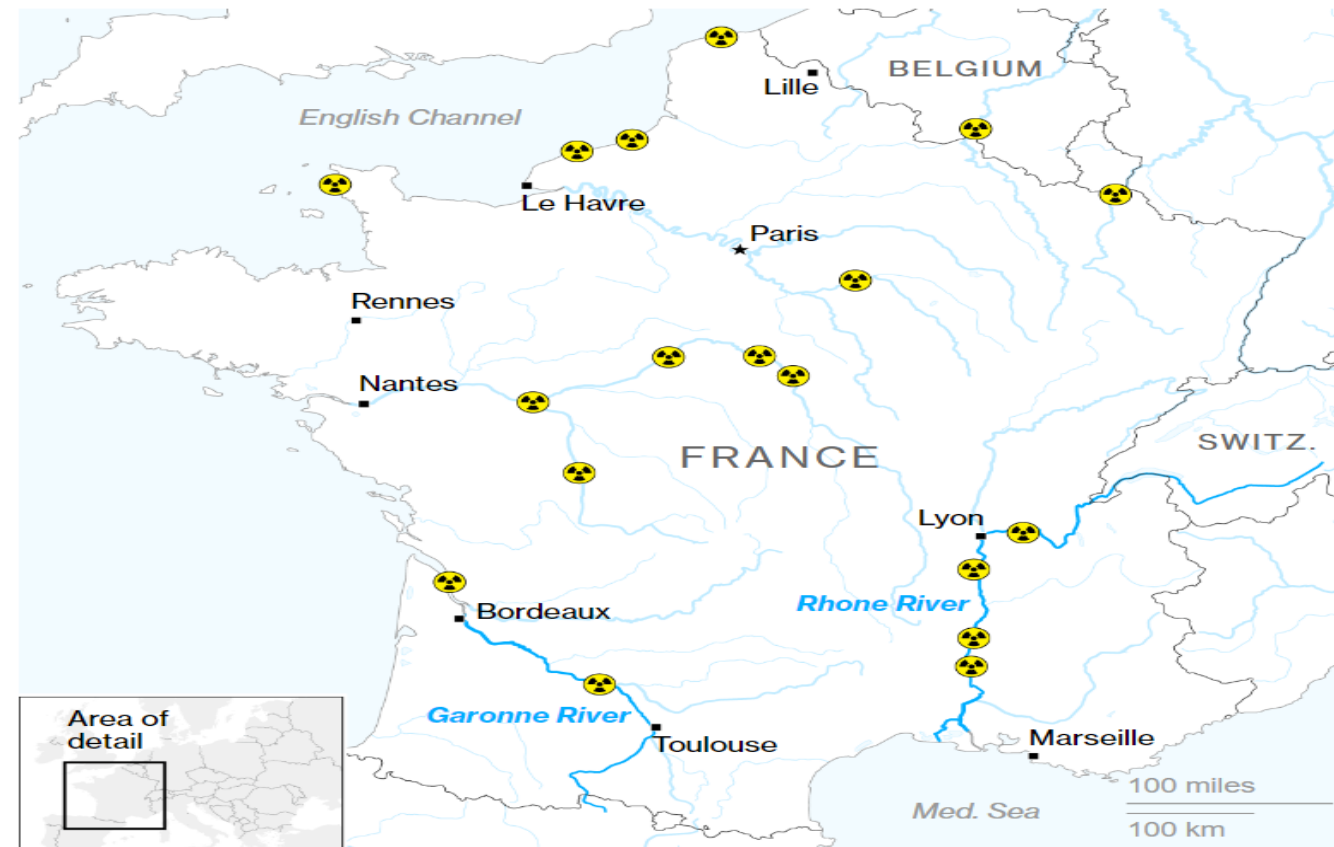 BELGIUM
Lille
English Channel
Le Havre
Paris
Rennes
Nantes
FRANCE
SWITZ.
Lyon
Rhone River
Bordeaux
Garonne River
Toulouse
Marseille
Med. Sea
100 miles
100 km
Area of
detail